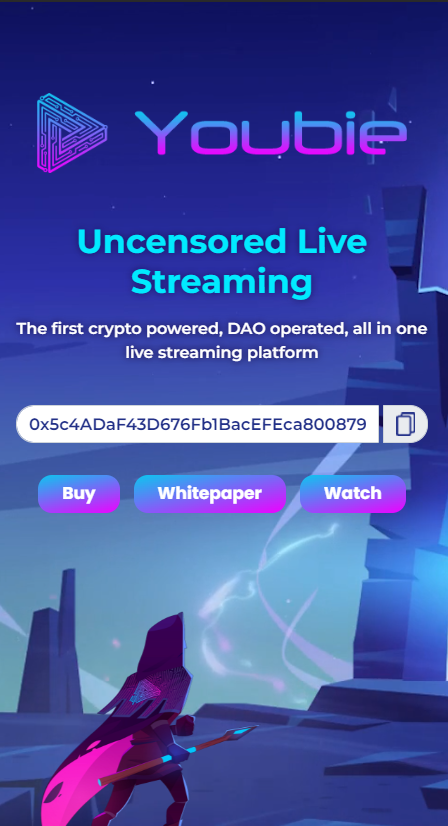 Youbie
Uncensored Live
Streaming
The first crypto powered, DAO operated, all in one
live streaming platform
0x5c4ADaF43D676Fb1BacEFEca800879
Buy
Whitepaper
Watch